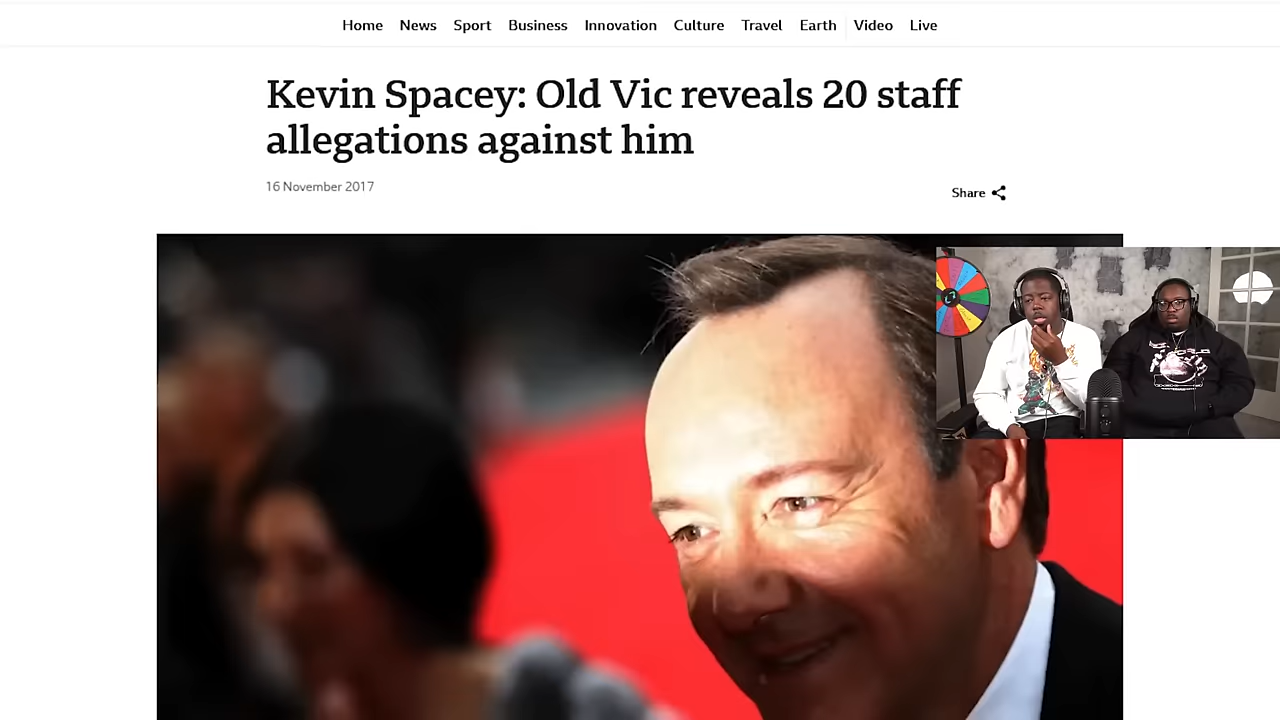 Home News Sport Business Innovation Culture Travel Earth Video Live
Kevin Spacey: Old Vic reveals 20 staff
allegations against him
16 November 2017
Share